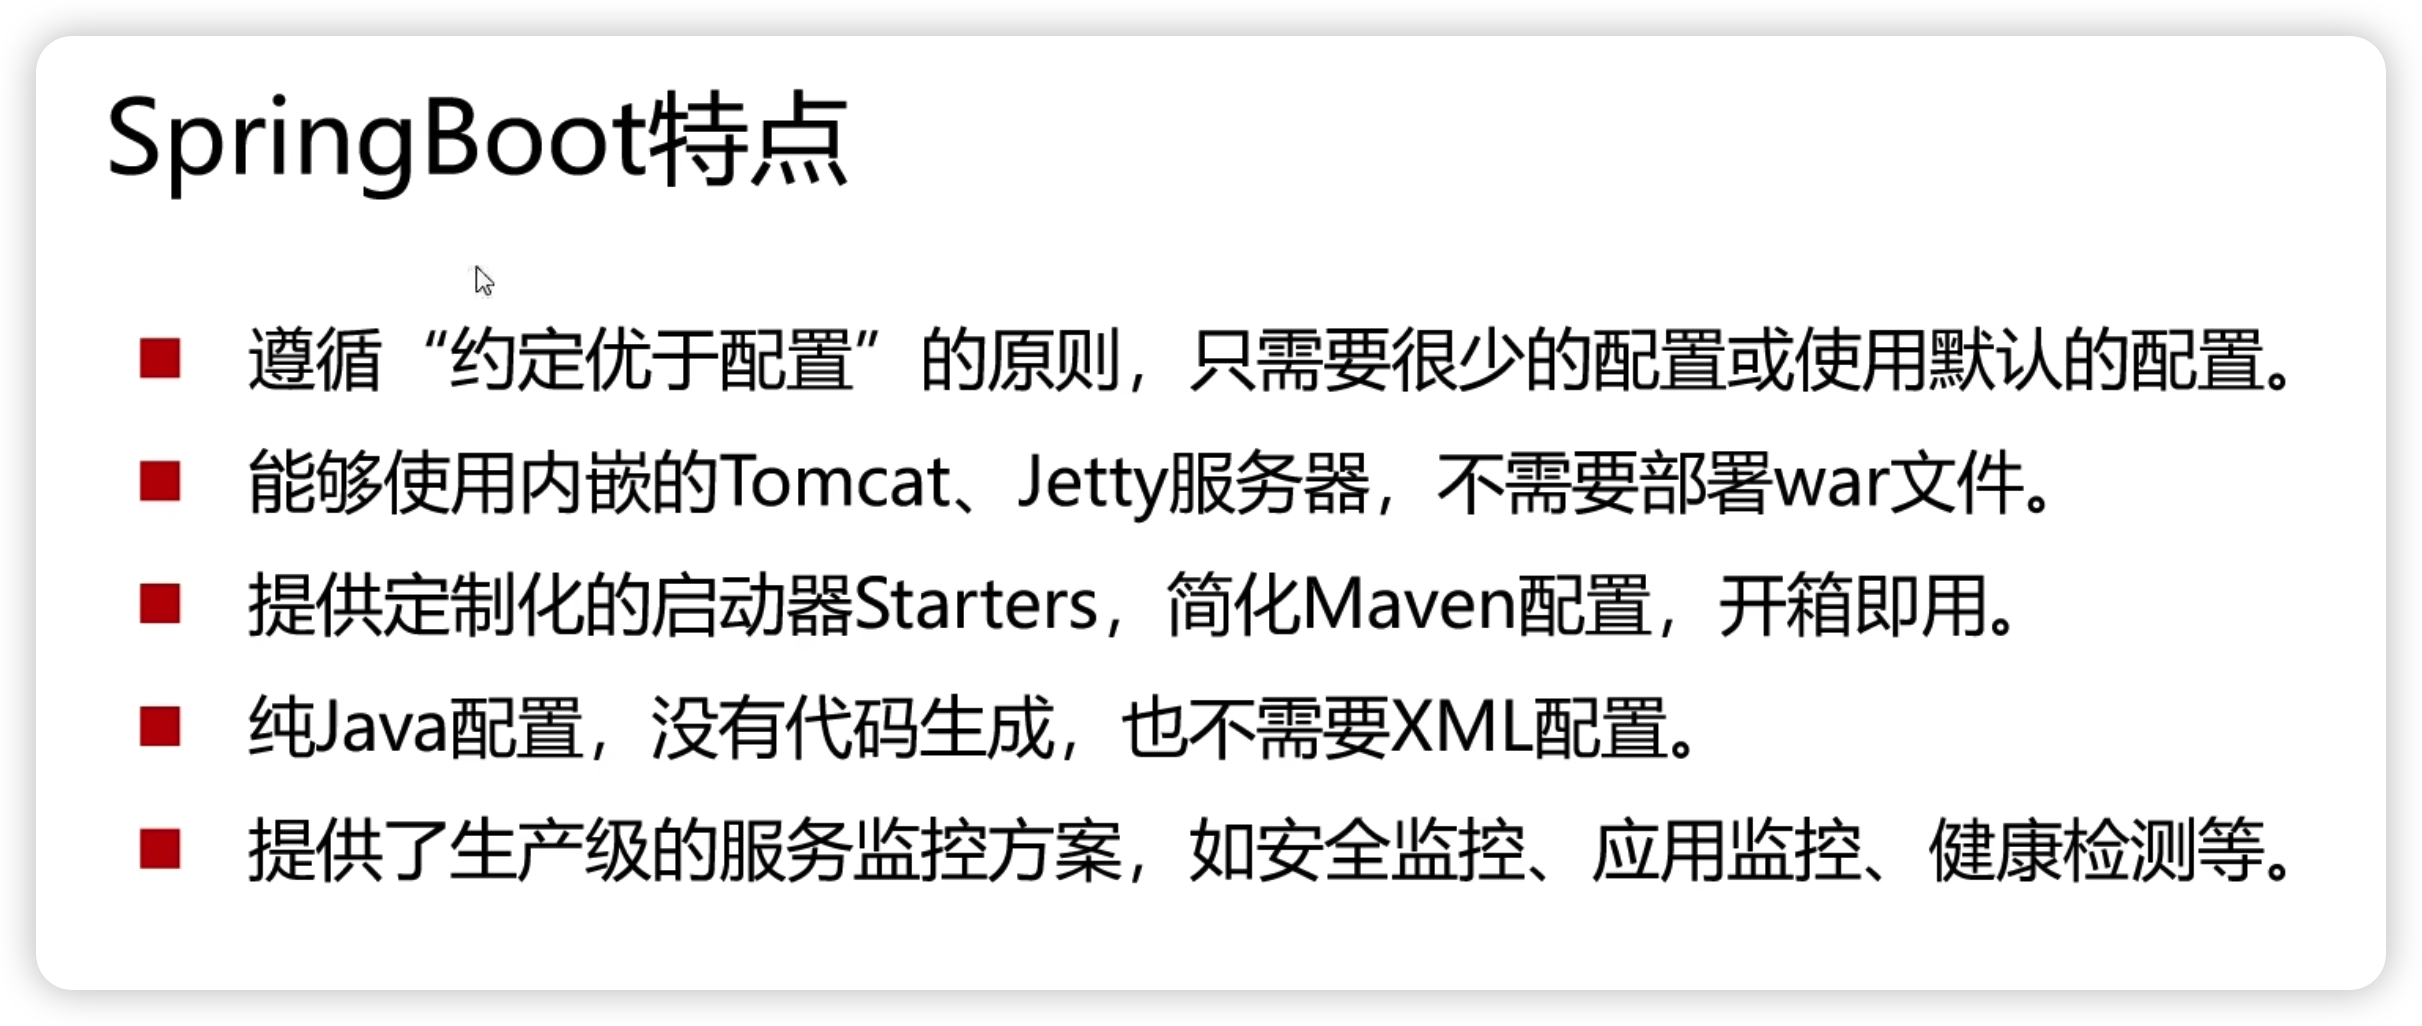 SpringBoot特点
遵循“约定优于配置”的原则，只需要很少的配置或使用默认的配置。
能够使用内嵌的Tomcat、Jetty服务器，不需要部署war文件。
提供定制化的启动器Starters，简化Maven配置，开箱即用。
纯Java配置，没有代码生成，也不需要XML配置。
提供了生产级的服务监控方案，如安全监控、应用监控、健康检测等。